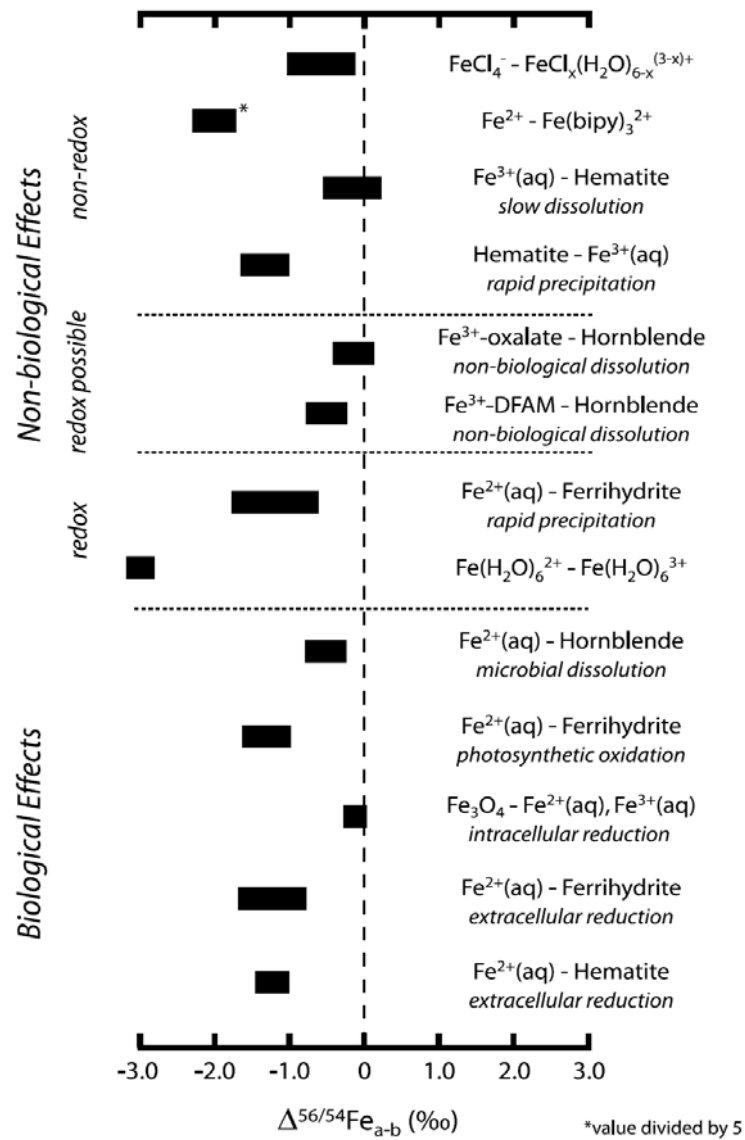 Non-biological Effects
non-redox
FeCl₄⁻ - FeClₓ(H₂O)₆₋ₓ⁽³⁻ˣ⁾⁺
*
Fe²⁺ - Fe(bipy)₃²⁺
Fe³⁺(aq) - Hematite
slow dissolution
Hematite - Fe³⁺(aq)
rapid precipitation
redox possible
Fe³⁺-oxalate - Hornblende
non-biological dissolution
Fe³⁺-DFAM - Hornblende
non-biological dissolution
redox
Fe²⁺(aq) - Ferrihydrite
rapid precipitation
Fe(H₂O)₆²⁺ - Fe(H₂O)₆³⁺
Biological Effects
Fe²⁺(aq) - Hornblende
microbial dissolution
Fe²⁺(aq) - Ferrihydrite
photosynthetic oxidation
Fe₃O₄ - Fe²⁺(aq), Fe³⁺(aq)
intracellular reduction
Fe²⁺(aq) - Ferrihydrite
extracellular reduction
Fe²⁺(aq) - Hematite
extracellular reduction
-3.0 -2.0 -1.0 0 1.0 2.0 3.0
Δ⁵⁶/⁵⁴Feₐ₋b (‰)
*value divided by 5